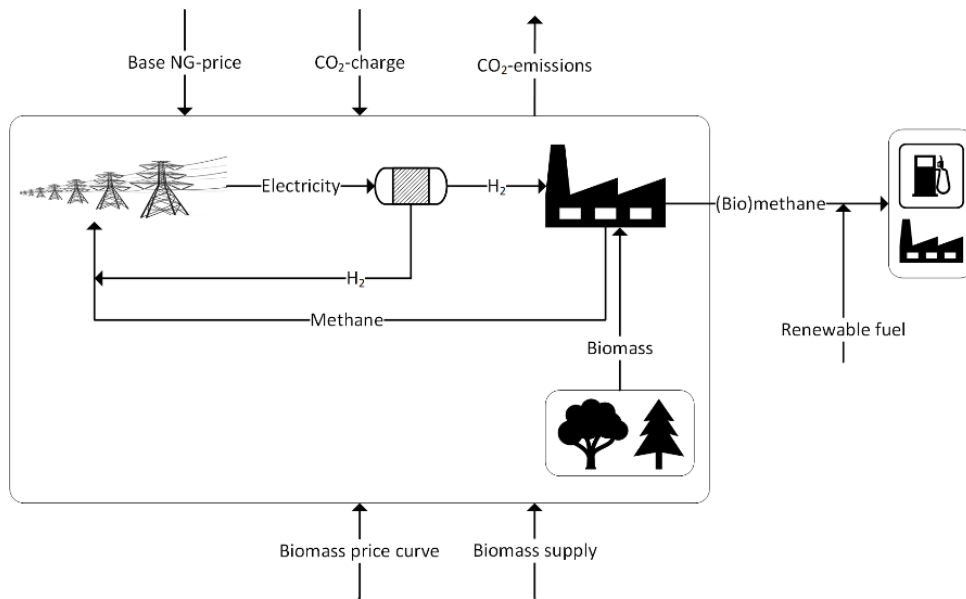 Base NG-price
CO₂-charge
CO₂-emissions
Electricity
H₂
(Bio)methane
H₂
Methane
Renewable fuel
Biomass
Biomass price curve
Biomass supply